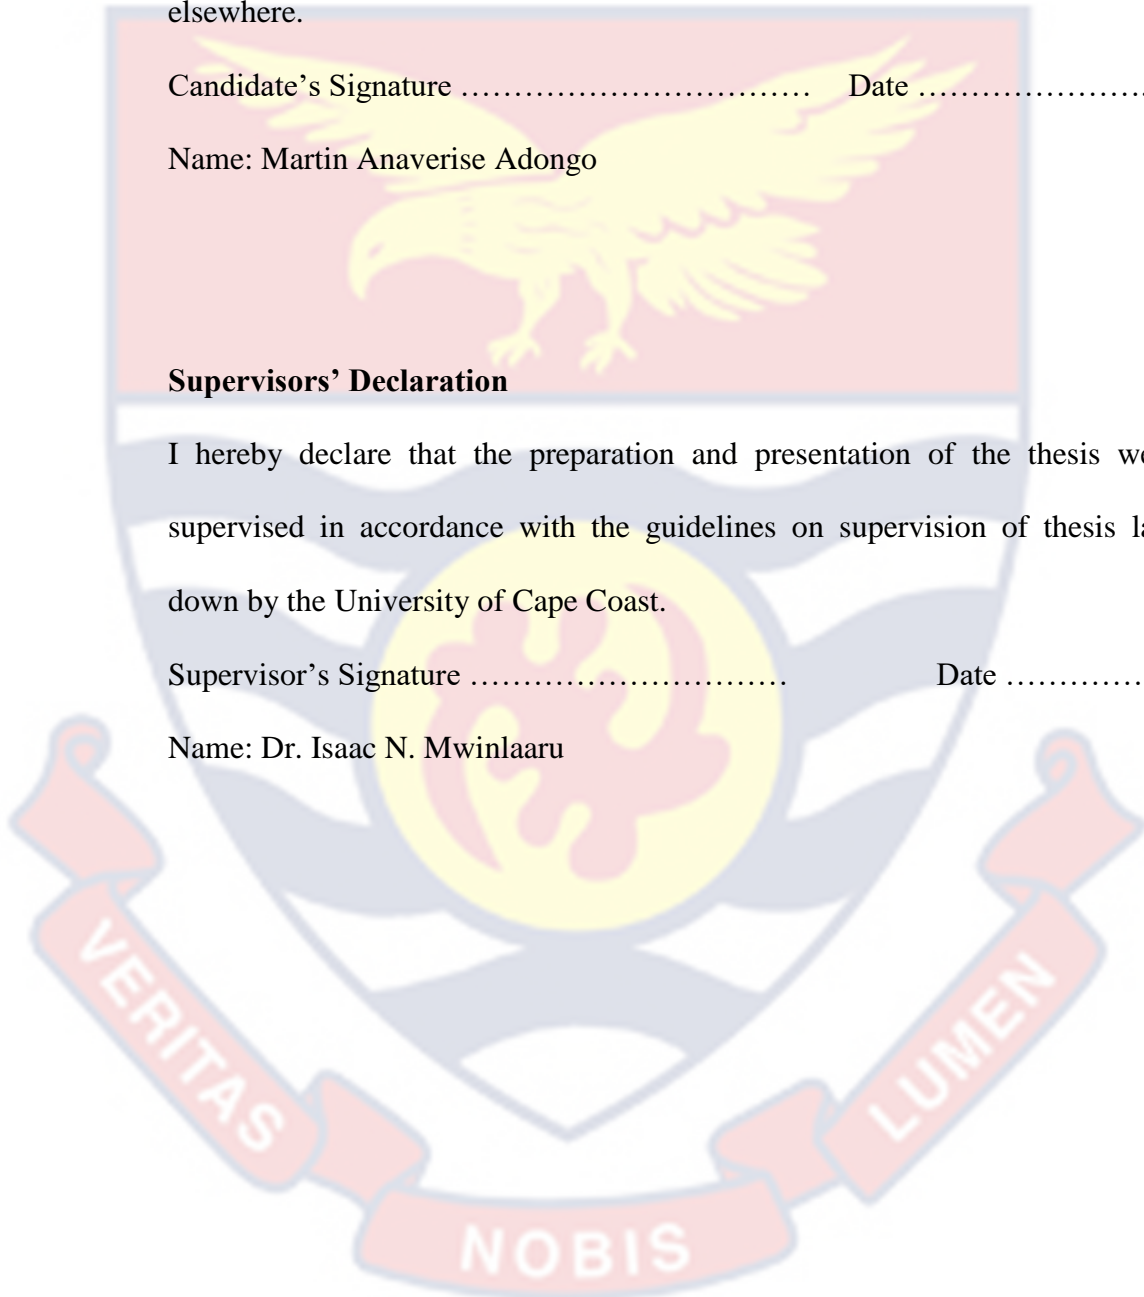 elsewhere.
Candidate’s Signature …………………………… Date …………………
Name: Martin Anaverise Adongo
Supervisors’ Declaration
I hereby declare that the preparation and presentation of the thesis
supervised in accordance with the guidelines on supervision of thesis
down by the University of Cape Coast.
Supervisor’s Signature ………………………… Date ……………
Name: Dr. Isaac N. Mwinlaaru
VERITAS
NOBIS
LUMEN